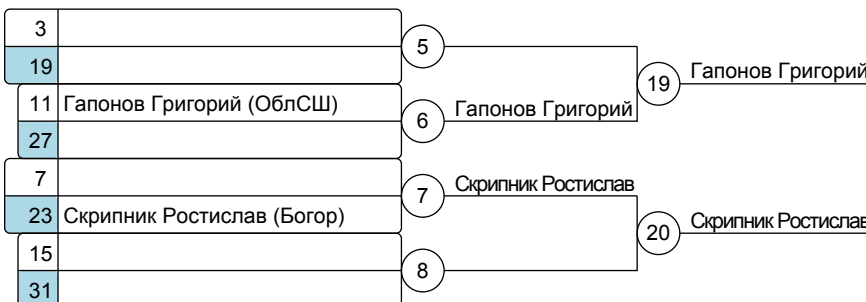 3
19
5
11 Гапонов Григорий (ОблСШ)
27
6
Гапонов Григорий
19
Гапонов Григорий
7
23 Скрипник Ростислав (Богор)
7
Скрипник Ростислав
15
31
8
20
Скрипник Ростислав